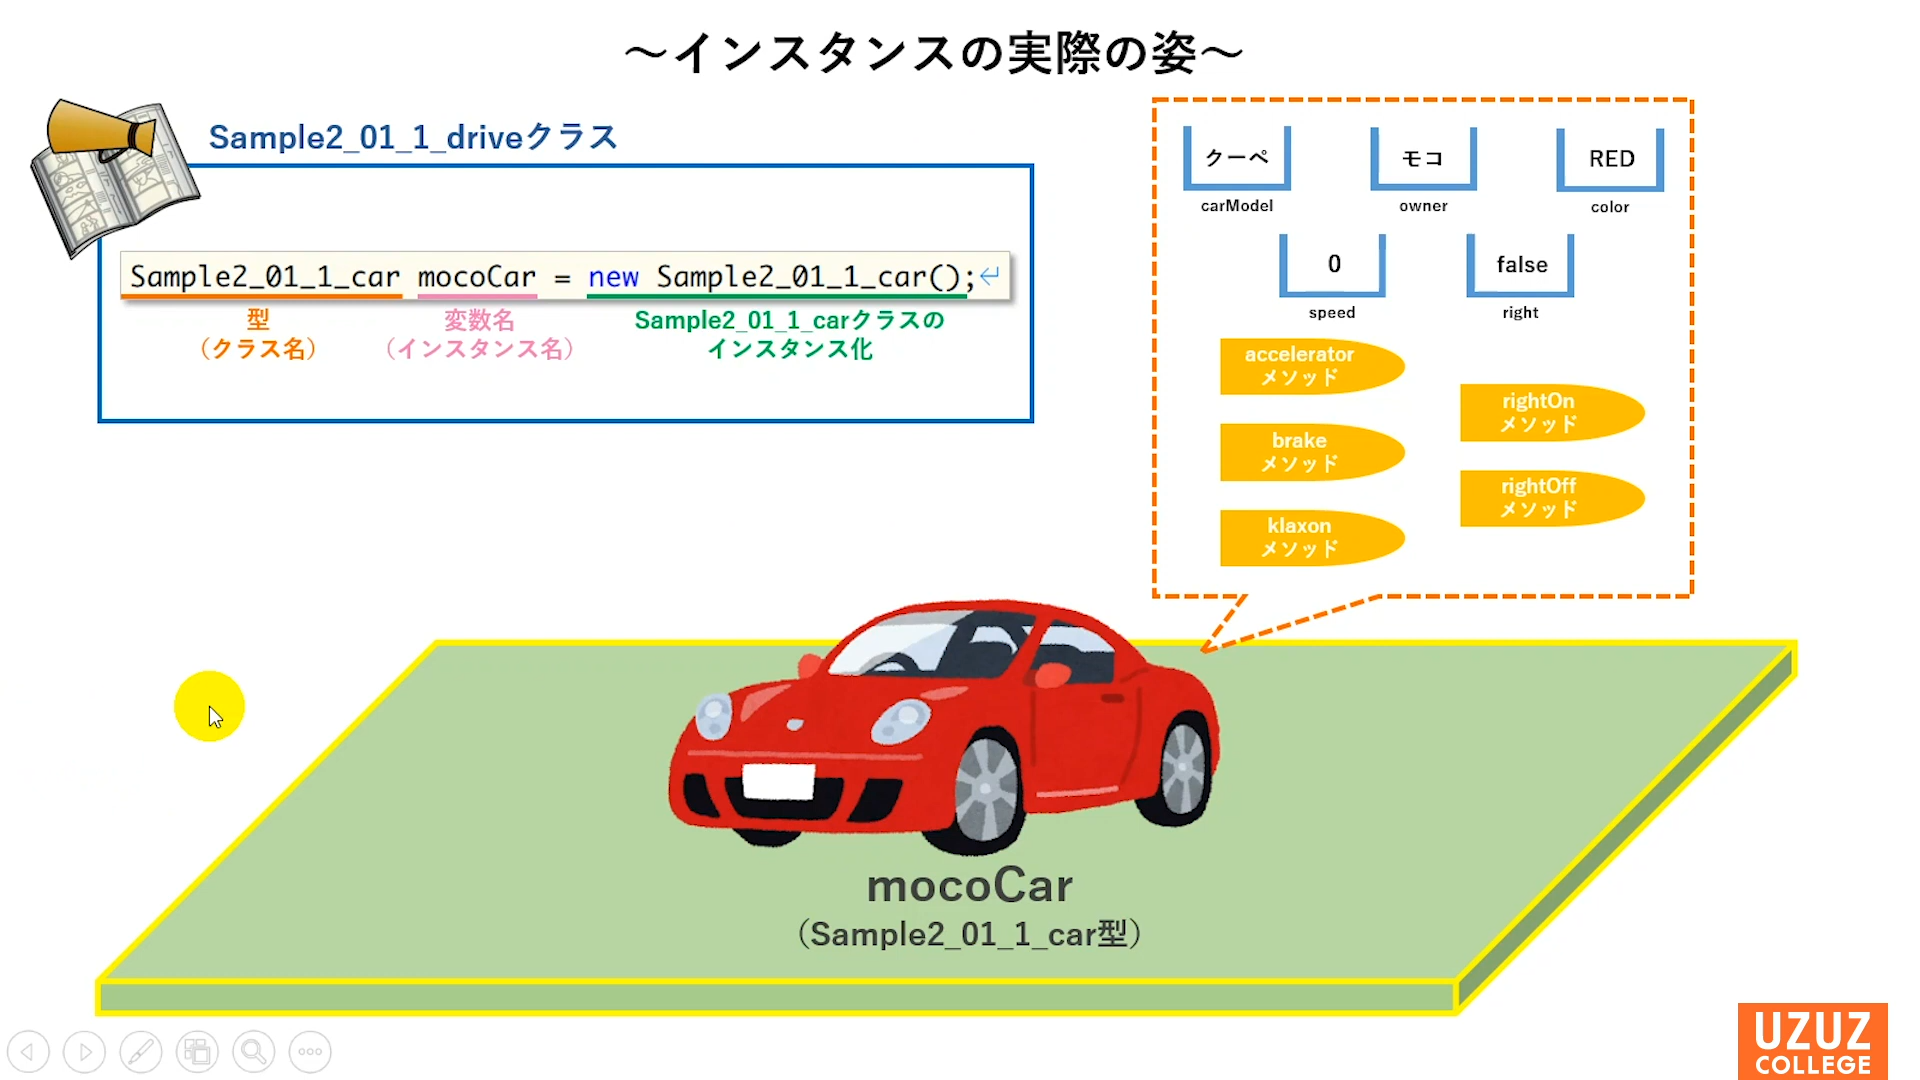 ～インスタンスの実際の姿～
Sample2_01_1_driveクラス
Sample2_01_1_car mocoCar = new Sample2_01_1_car();↵
型
（クラス名）
変数名
（インスタンス名）
Sample2_01_1_carクラスの
インスタンス化
クーペ
carModel
モコ
owner
RED
color
0
speed
false
right
accelerator
メソッド
brake
メソッド
klaxon
メソッド
rightOn
メソッド
rightOff
メソッド
mocoCar
（Sample2_01_1_car型）
UZUZ
COLLEGE